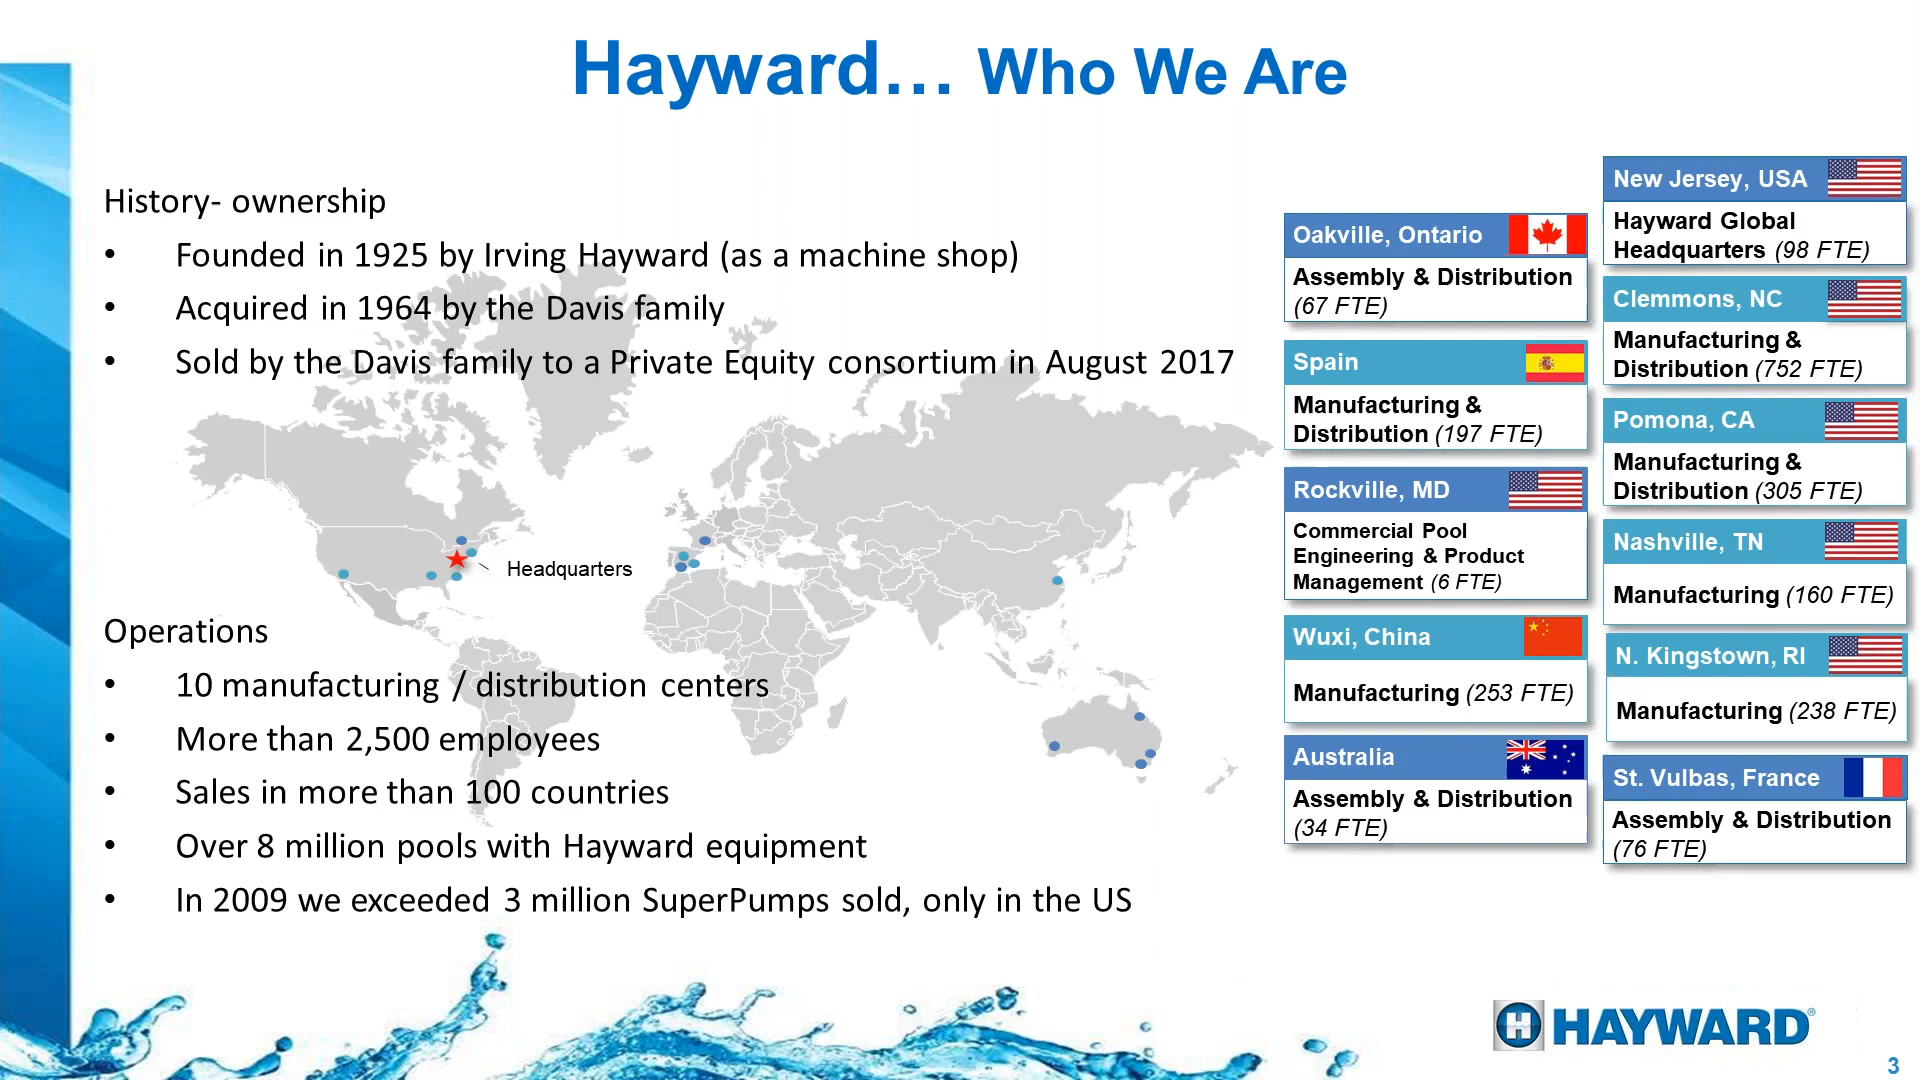 Hayward… Who We Are
History- ownership
• Founded in 1925 by Irving Hayward (as a machine shop)
• Acquired in 1964 by the Davis family
• Sold by the Davis family to a Private Equity consortium in August 2017
Headquarters
Operations
• 10 manufacturing / distribution centers
• More than 2,500 employees
• Sales in more than 100 countries
• Over 8 million pools with Hayward equipment
• In 2009 we exceeded 3 million SuperPumps sold, only in the US
Oakville, Ontario
Assembly & Distribution
(67 FTE)
Spain
Manufacturing &
Distribution (197 FTE)
Rockville, MD
Commercial Pool
Engineering & Product
Management (6 FTE)
Wuxi, China
Manufacturing (253 FTE)
Australia
Assembly & Distribution
(34 FTE)
New Jersey, USA
Hayward Global
Headquarters (98 FTE)
Clemmons, NC
Manufacturing &
Distribution (752 FTE)
Pomona, CA
Manufacturing &
Distribution (305 FTE)
Nashville, TN
Manufacturing (160 FTE)
N. Kingstown, RI
Manufacturing (238 FTE)
St. Vulbas, France
Assembly & Distribution
(76 FTE)
H HAYWARD®
3